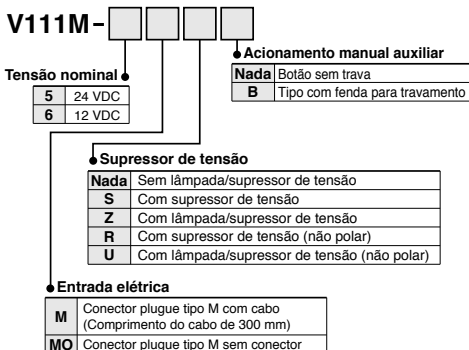 V111M-
Acionamento manual auxiliar
Nada Botão sem trava
B Tipo com fenda para travamento
Tensão nominal
5 24 VDC
6 12 VDC
Supressor de tensão
Nada Sem lâmpada/supressor de tensão
S Com supressor de tensão
Z Com lâmpada/supressor de tensão
R Com supressor de tensão (não polar)
U Com lâmpada/supressor de tensão (não polar)
Entrada elétrica
M Conector plugue tipo M com cabo
(Comprimento do cabo de 300 mm)
MO Conector plugue tipo M sem conector